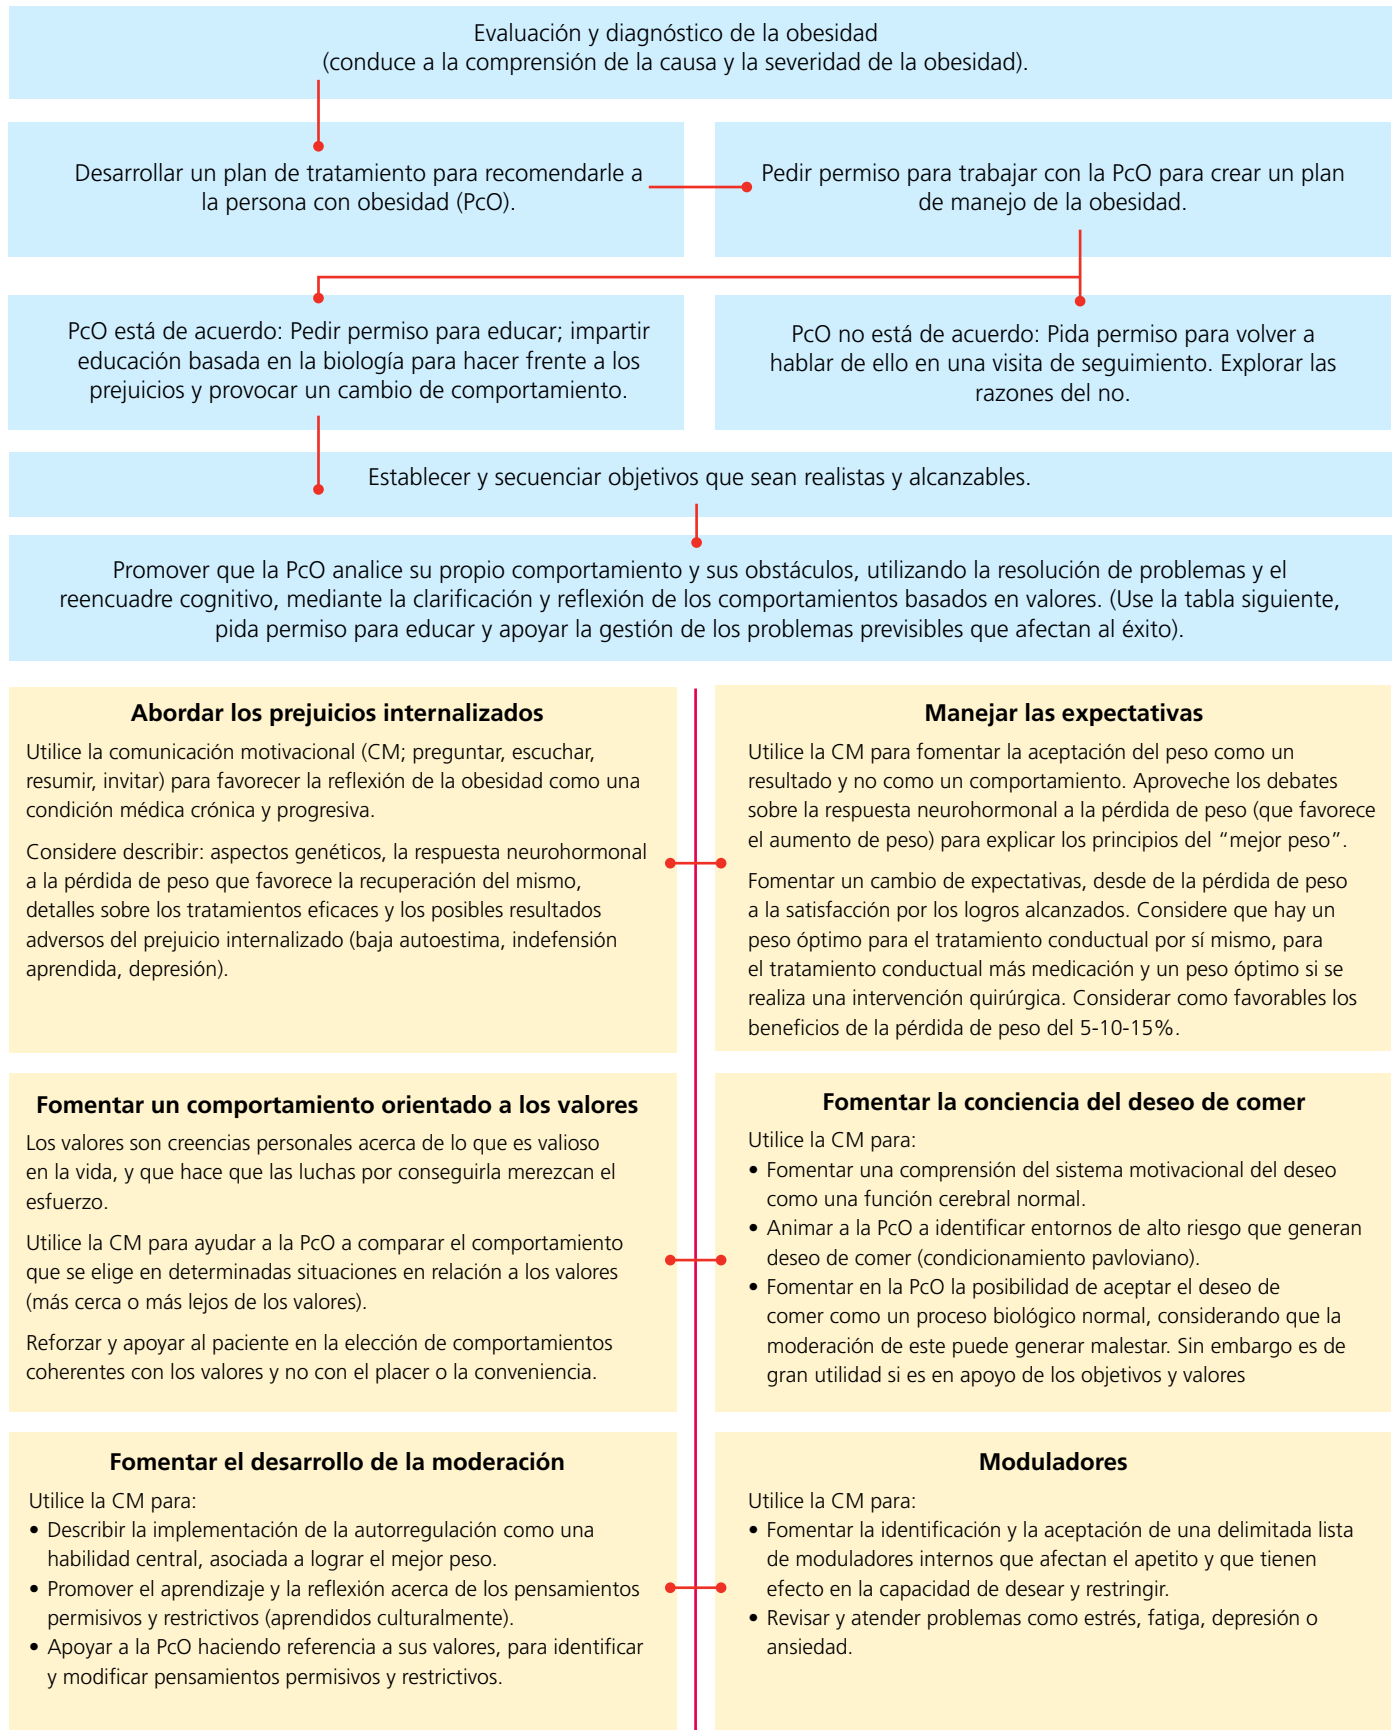 Evaluación y diagnóstico de la obesidad
(conduce a la comprensión de la causa y la severidad de la obesidad).
Desarrollar un plan de tratamiento para recomendarle a
la persona con obesidad (PcO).
Pedir permiso para trabajar con la PcO para crear un plan
de manejo de la obesidad.
PcO está de acuerdo: Pedir permiso para educar; impartir
educación basada en la biología para hacer frente a los
prejuicios y provocar un cambio de comportamiento.
PcO no está de acuerdo: Pida permiso para volver a
hablar de ello en una visita de seguimiento. Explorar las
razones del no.
Establecer y secuenciar objetivos que sean realistas y alcanzables.
Promover que la PcO analice su propio comportamiento y sus obstáculos, utilizando la resolución de problemas y el
reencuadre cognitivo, mediante la clarificación y reflexión de los comportamientos basados en valores. (Use la tabla siguiente,
pida permiso para educar y apoyar la gestión de los problemas previsibles que afectan al éxito).
Abordar los prejuicios internalizados
Utilice la comunicación motivacional (CM; preguntar, escuchar,
resumir, invitar) para favorecer la reflexión de la obesidad como una
condición médica crónica y progresiva.
Considere describir: aspectos genéticos, la respuesta neurohormonal
a la pérdida de peso que favorece la recuperación del mismo,
detalles sobre los tratamientos eficaces y los posibles resultados
adversos del prejuicio internalizado (baja autoestima, indefensión
aprendida, depresión).
Manejar las expectativas
Utilice la CM para fomentar la aceptación del peso como un
resultado y no como un comportamiento. Aproveche los debates
sobre la respuesta neurohormonal a la pérdida de peso (que favorece
el aumento de peso) para explicar los principios del “mejor peso”.
Fomentar un cambio de expectativas, desde de la pérdida de peso
a la satisfacción por los logros alcanzados. Considere que hay un
peso óptimo para el tratamiento conductual por sí mismo, para
el tratamiento conductual más medicación y un peso óptimo si se
realiza una intervención quirúrgica. Considerar como favorables los
beneficios de la pérdida de peso del 5-10-15%.
Fomentar un comportamiento orientado a los valores
Los valores son creencias personales acerca de lo que es valioso
en la vida, y que hace que las luchas por conseguirla merezcan el
esfuerzo.
Utilice la CM para ayudar a la PcO a comparar el comportamiento
que se elige en determinadas situaciones en relación a los valores
(más cerca o más lejos de los valores).
Reforzar y apoyar al paciente en la elección de comportamientos
coherentes con los valores y no con el placer o la conveniencia.
Fomentar la conciencia del deseo de comer
Utilice la CM para:
• Fomentar una comprensión del sistema motivacional del deseo
como una función cerebral normal.
• Animar a la PcO a identificar entornos de alto riesgo que generan
deseo de comer (condicionamiento pavloviano).
• Fomentar en la PcO la posibilidad de aceptar el deseo de
comer como un proceso biológico normal, considerando que la
moderación de este puede generar malestar. Sin embargo es de
gran utilidad si es en apoyo de los objetivos y valores
Fomentar el desarrollo de la moderación
Utilice la CM para:
• Describir la implementación de la autorregulación como una
habilidad central, asociada a lograr el mejor peso.
• Promover el aprendizaje y la reflexión acerca de los pensamientos
permisivos y restrictivos (aprendidos culturalmente).
• Apoyar a la PcO haciendo referencia a sus valores, para identificar
y modificar pensamientos permisivos y restrictivos.
Moduladores
Utilice la CM para:
• Fomentar la identificación y la aceptación de una delimitada lista
de moduladores internos que afectan el apetito y que tienen
efecto en la capacidad de desear y restringir.
• Revisar y atender problemas como estrés, fatiga, depresión o
ansiedad.